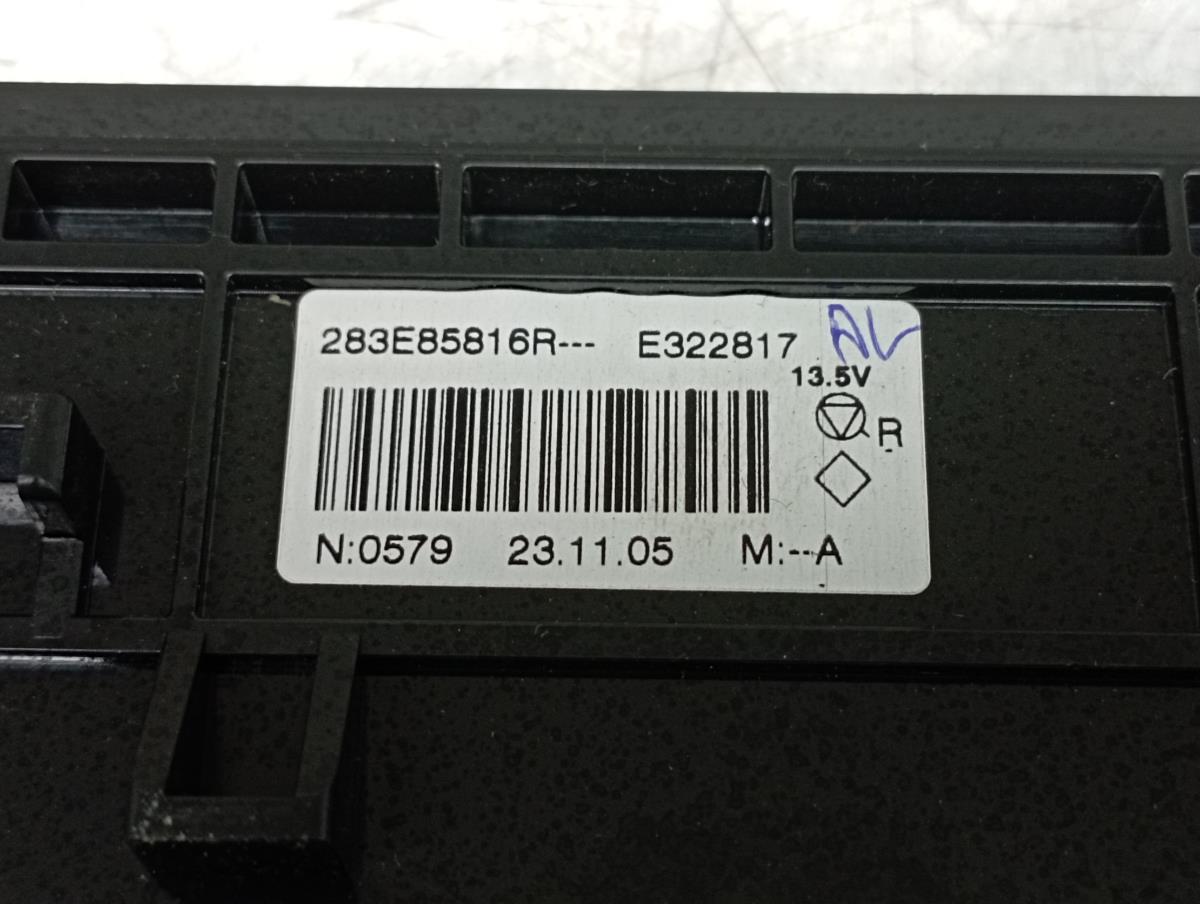 283E85816R--- E322817 AV
13.5V
R
N:0579 23.11.05 M:--A